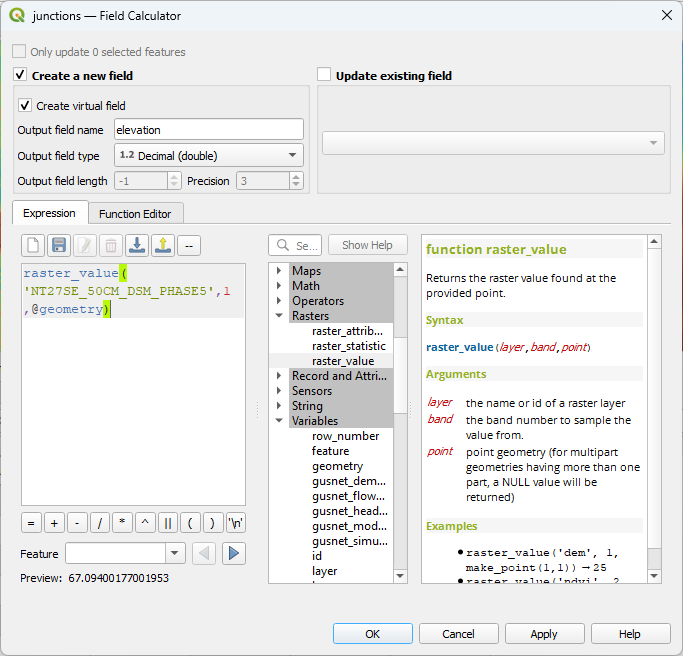 junctions — Field Calculator
Only update 0 selected features
Create a new field
Update existing field
Create virtual field
Output field name elevation
Output field type 1.2 Decimal (double)
Output field length -1 Precision 3
Expression Function Editor
--
Se...
Show Help
raster_value(
'NT27SE_50CM_DSM_PHASE5',1
,@geometry)
Maps
Math
Operators
Rasters
raster_attrib...
raster_statistic
raster_value
Record and Attri...
Sensors
String
Variables
row_number
feature
geometry
gusnet_dem...
gusnet_flow...
gusnet_head...
gusnet_mod...
gusnet_simu...
id
layer
function raster_value
Returns the raster value found at the
provided point.
Syntax
raster_value(layer,band,point)
Arguments
layer the name or id of a raster layer
band the band number to sample the
value from.
point point geometry (for multipart
geometries having more than one
part, a NULL value will be
returned)
Examples
• raster_value('dem', 1,
make_point(1,1)) → 25
• raster_value('ndvi', 2,
= + - / * ^ || ( ) '\n'
Feature
Preview: 67.09400177001953
OK Cancel Apply Help